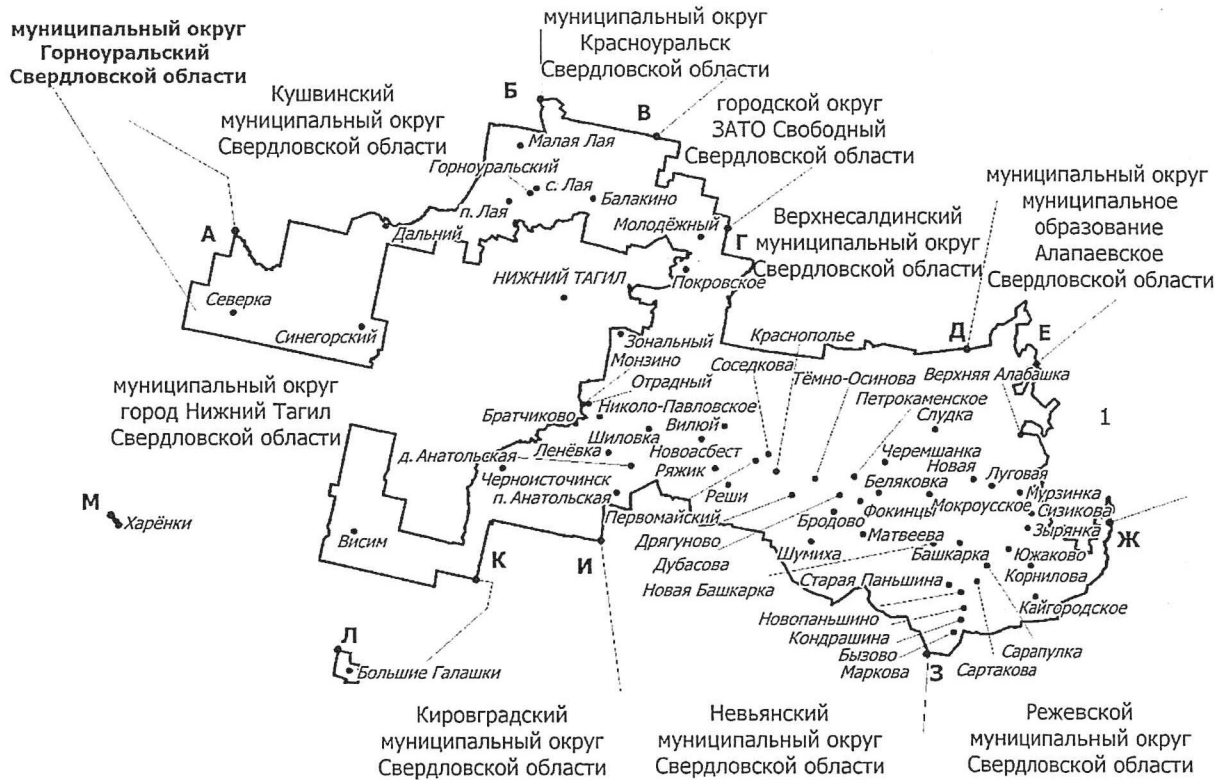 муниципальный округ
Горноуральский
Свердловской области
Кушвинский
муниципальный округ
Свердловской области
муниципальный округ
Красноуральск
Свердловской области
городской округ
ЗАТО Свободный
Свердловской области
муниципальный округ
муниципальное
образование
Алапаевское
Свердловской области
Верхнесалдинский
муниципальный округ
Свердловской области
Б
В
Малая Лая
Горноуральский
с. Лая
п. Лая
Балакино
Молодёжный
Г
А
Дальний
Покровское
НИЖНИЙ ТАГИЛ
Северка
Синегорский
Зональный
Монзино
Отрадный
Краснополье
Соседкова
Тёмно-Осинова
Петрокаменское
Д
Е
Верхняя Алабашка
1
муниципальный округ
город Нижний Тагил
Свердловской области
Братчиково
Николо-Павловское
Шиловка
Вилюй
Слудка
Ленёвка
Новоасбест
д. Анатольская
Черемшанка
Новая
Луговая
Черноисточинск
Ряжик
Беляковка
п. Анатольская
Реши
Мокроусское
Мурзинка
Сизикова
Первомайский
Бродово
Фокинцы
Зырянка
Ж
М
Харёнки
Висим
Дрягуново
Шумиха
Матвеева
Башкарка
Южаково
Дубасова
Корнилова
К
И
Новая Башкарка
Старая Паньшина
Кайгородское
Новопаньшино
Кондрашина
Бызово
Маркова
З
Сартакова
Сарапулка
Л
Большие Галашки
Кировградский
муниципальный округ
Свердловской области
Невьянский
муниципальный округ
Свердловской области
Режевской
муниципальный округ
Свердловской области